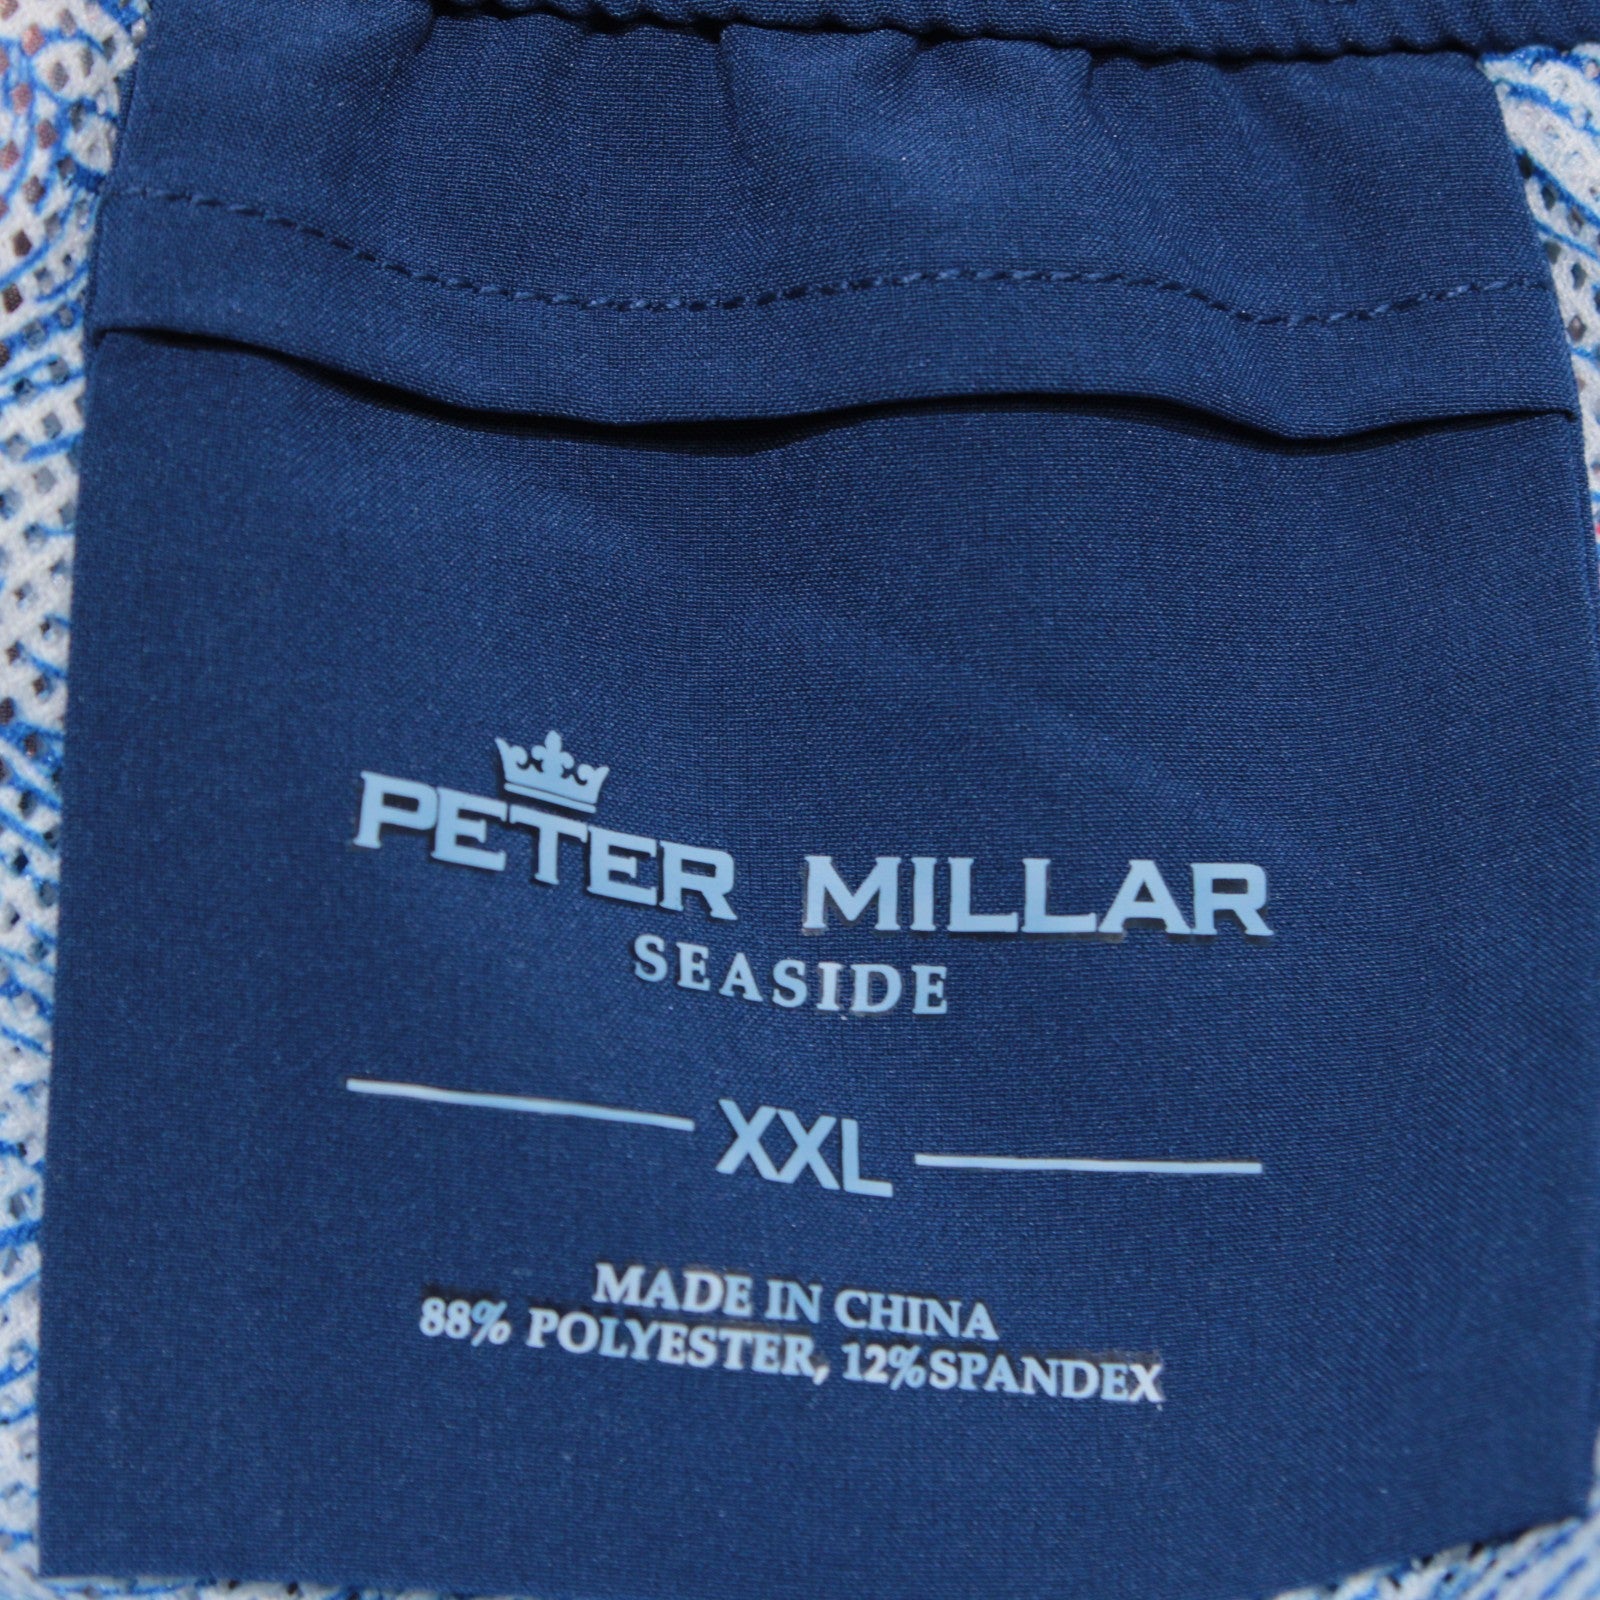 PETER MILLAR
SEASIDE
XXL
MADE IN CHINA
88% POLYESTER, 12%SPANDEX